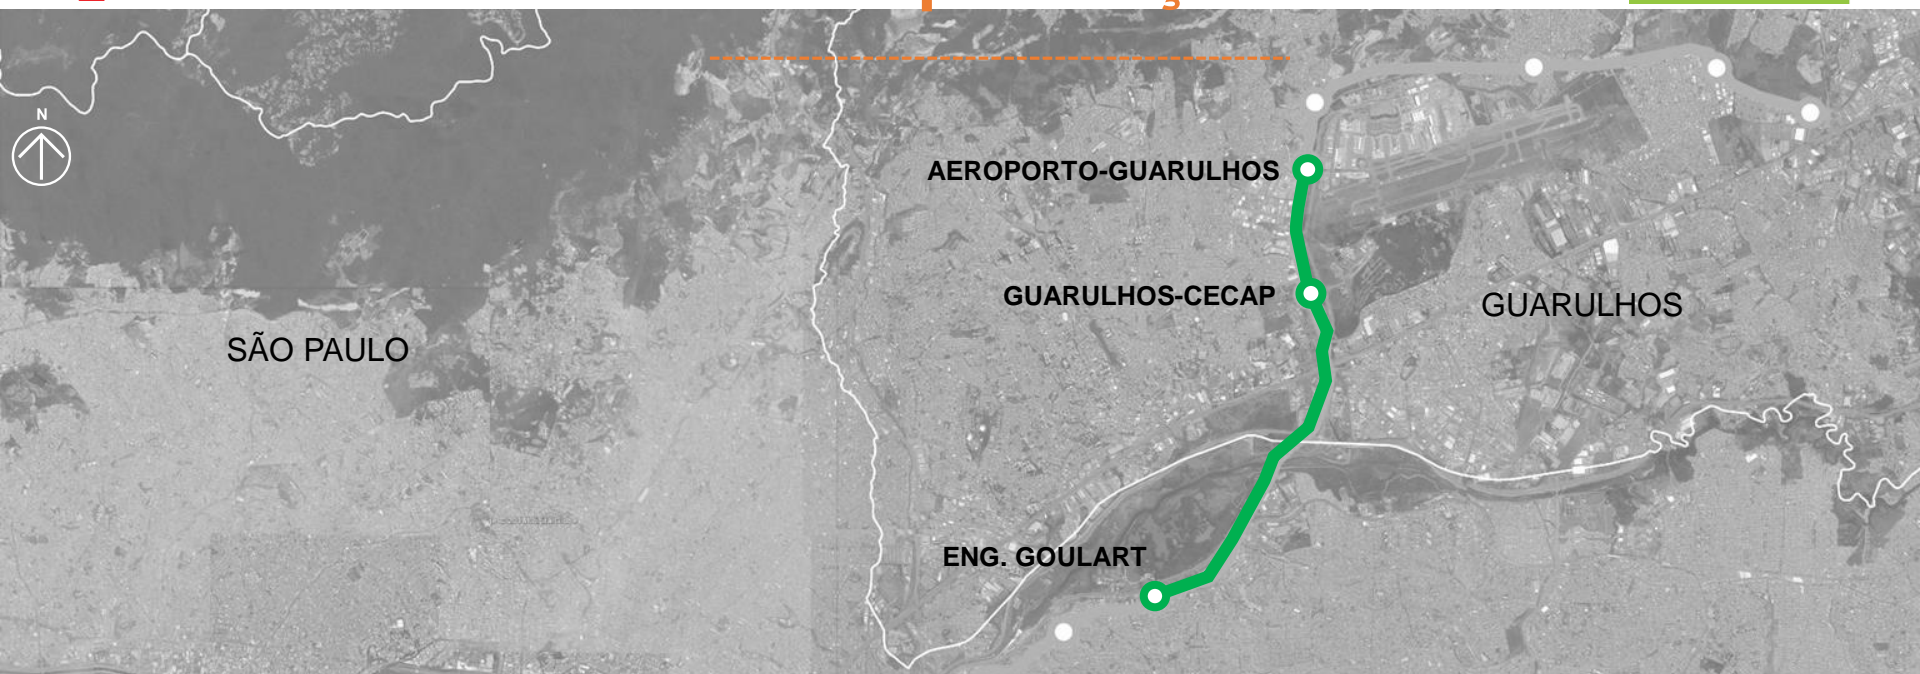 N
AEROPORTO-GUARULHOS
GUARULHOS-CECAP
GUARULHOS
SÃO PAULO
ENG. GOULART